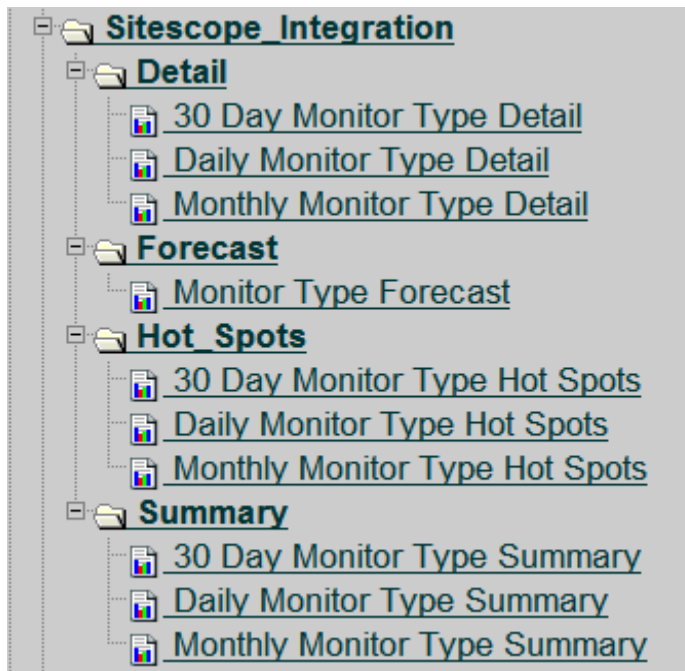 Sitescope_Integration
Detail
30 Day Monitor Type Detail
Daily Monitor Type Detail
Monthly Monitor Type Detail
Forecast
Monitor Type Forecast
Hot_Spots
30 Day Monitor Type Hot Spots
Daily Monitor Type Hot Spots
Monthly Monitor Type Hot Spots
Summary
30 Day Monitor Type Summary
Daily Monitor Type Summary
Monthly Monitor Type Summary